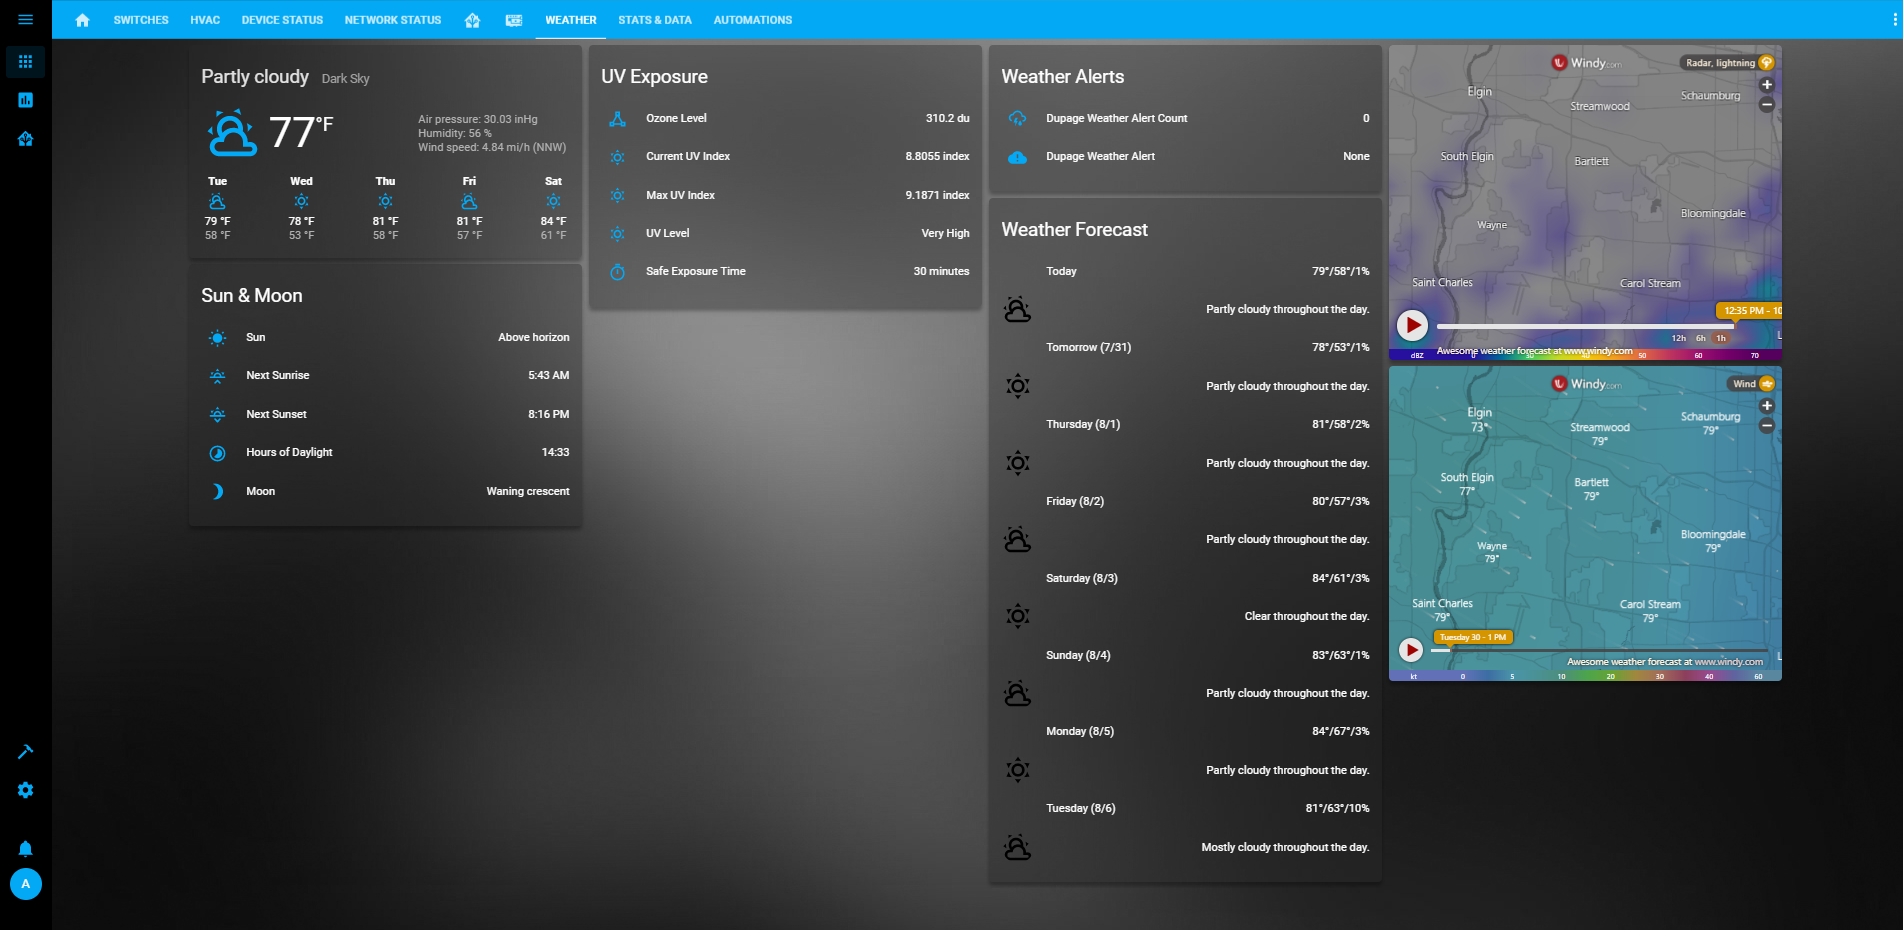 SWITCHES HVAC DEVICE STATUS NETWORK STATUS WEATHER STATS & DATA AUTOMATIONS
Partly cloudy Dark Sky
77°F
Air pressure: 30.03 inHg
Humidity: 56 %
Wind speed: 4.84 mi/h (NNW)
Tue Wed Thu Fri Sat
79 °F 78 °F 81 °F 81 °F 84 °F
58 °F 53 °F 58 °F 57 °F 61 °F
Sun & Moon
Sun Above horizon
Next Sunrise 5:43 AM
Next Sunset 8:16 PM
Hours of Daylight 14:33
Moon Waning crescent
UV Exposure
Ozone Level 310.2 du
Current UV Index 8.8055 index
Max UV Index 9.1871 index
UV Level Very High
Safe Exposure Time 30 minutes
Weather Alerts
Dupage Weather Alert Count 0
Dupage Weather Alert None
Weather Forecast
Today 79°/58°/1%
Partly cloudy throughout the day.
Tomorrow (7/31) 78°/53°/1%
Partly cloudy throughout the day.
Thursday (8/1) 81°/58°/2%
Partly cloudy throughout the day.
Friday (8/2) 80°/57°/3%
Partly cloudy throughout the day.
Saturday (8/3) 84°/61°/3%
Clear throughout the day.
Sunday (8/4) 83°/63°/1%
Partly cloudy throughout the day.
Monday (8/5) 84°/67°/3%
Partly cloudy throughout the day.
Tuesday (8/6) 81°/63°/10%
Mostly cloudy throughout the day.
Windy.com
Radar, lightning
+
−
Elgin
Streamwood
Schaumburg
South Elgin
Bartlett
Bloomingdale
Wayne
Saint Charles
Carol Stream
12:35 PM - 10
12h 6h 1h
L
Awesome weather forecast at www.windy.com
dBZ 0 30 40 50 60 70
Windy.com
Wind
+
−
Elgin
73°
Streamwood
79°
Schaumburg
79°
South Elgin
77°
Bartlett
79°
Bloomingdale
79°
Wayne
79°
Saint Charles
79°
Carol Stream
79°
Tuesday 30 - 1 PM
L
Awesome weather forecast at www.windy.com
kt 0 5 10 20 30 40 60
A